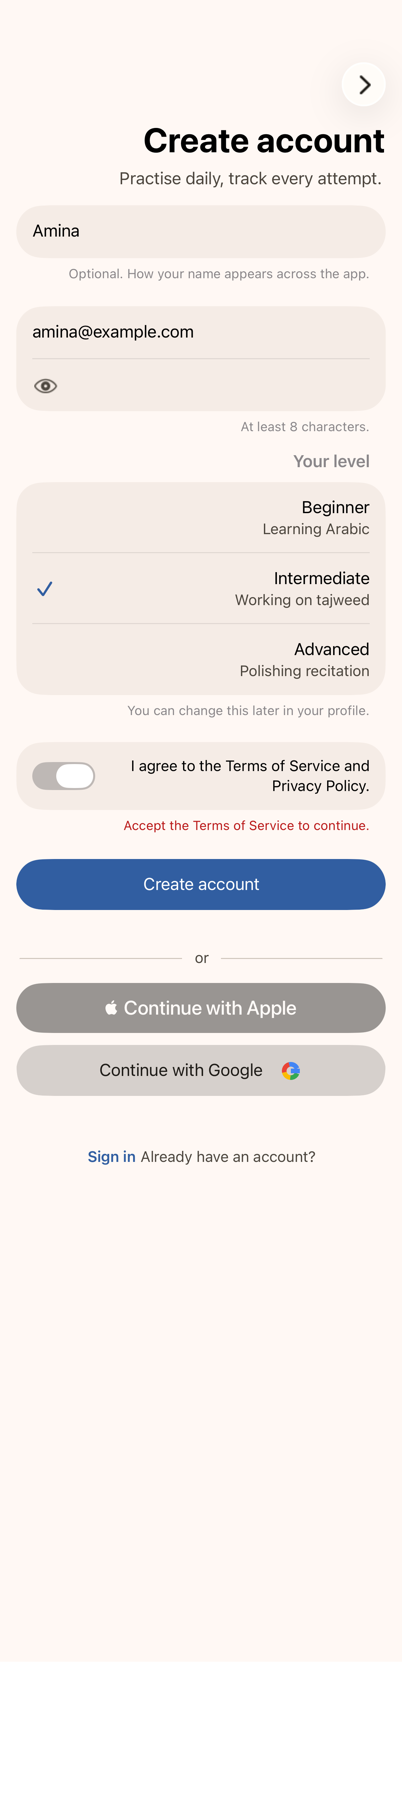 Create account
Practise daily, track every attempt.
Amina
Optional. How your name appears across the app.
amina@example.com
At least 8 characters.
Your level
Beginner
Learning Arabic
Intermediate
Working on tajweed
Advanced
Polishing recitation
You can change this later in your profile.
I agree to the Terms of Service and
Privacy Policy.
Accept the Terms of Service to continue.
Create account
or
Continue with Apple
Continue with Google
Sign in Already have an account?